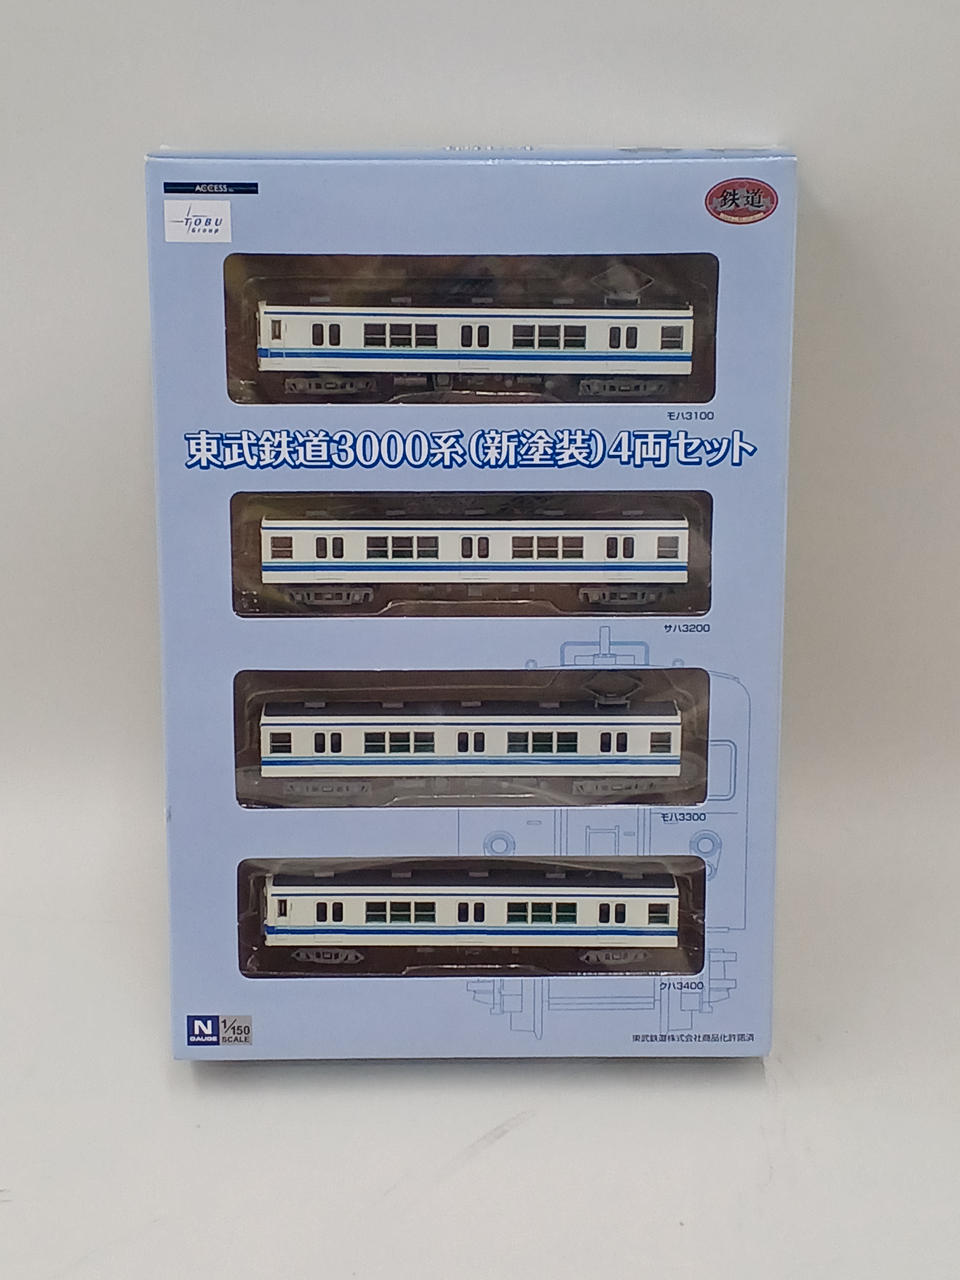 ACCESS
TOBU
Group
鉄道
モハ3100
東武鉄道3000系(新塗装)4両セット
サハ3200
モハ3300
クハ3400
N
GAUGE
1/150
SCALE
東武鉄道株式会社商品化許諾済